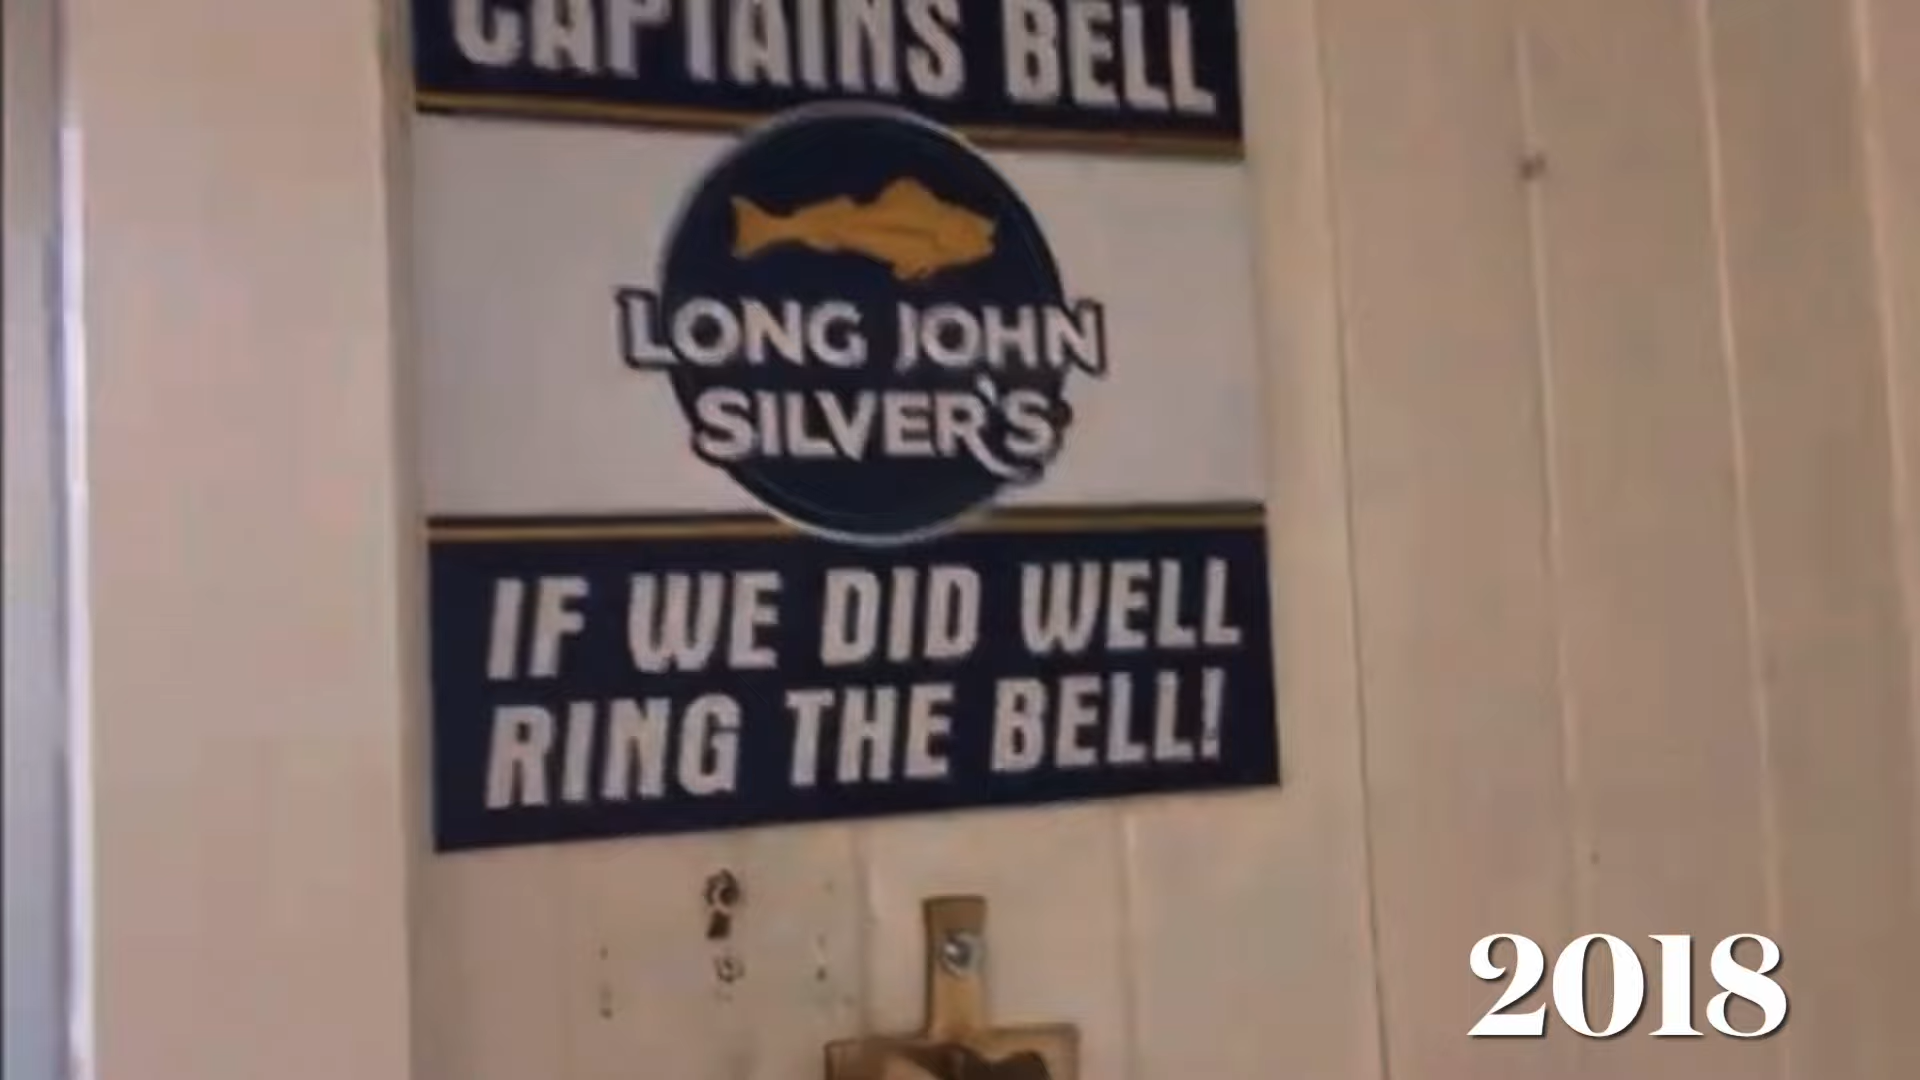 CAPTAINS BELL
LONG JOHN
SILVER'S
IF WE DID WELL
RING THE BELL!
2018